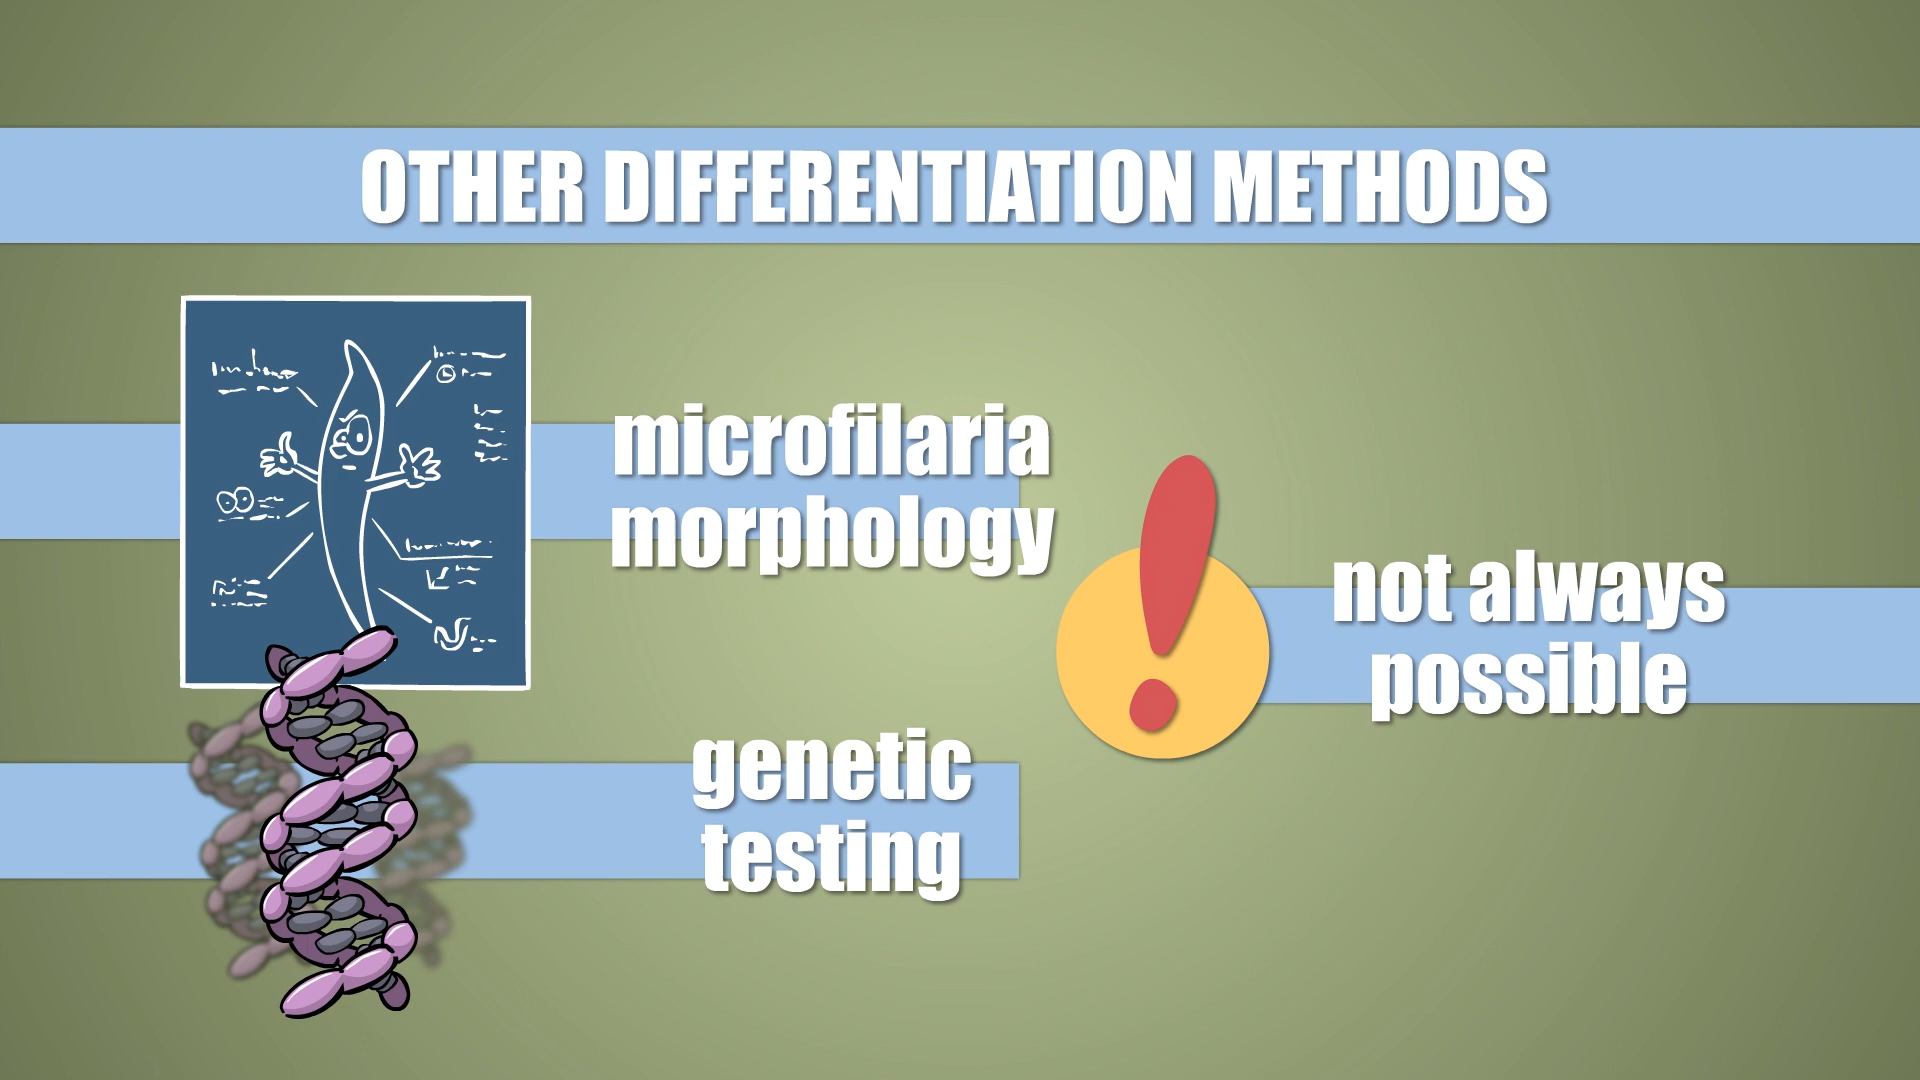 OTHER DIFFERENTIATION METHODS
microfilaria
morphology
not always
possible
genetic
testing